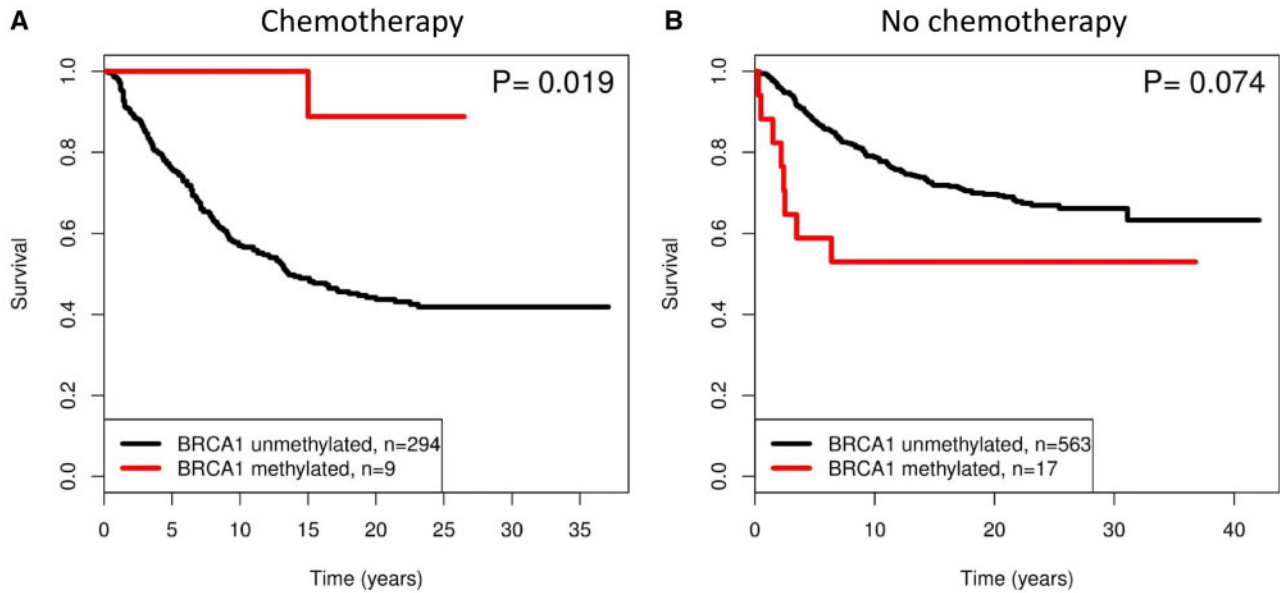 A
Chemotherapy
P= 0.019
Survival
1.0
0.8
0.6
0.4
0.2
0.0
BRCA1 unmethylated, n=294
BRCA1 methylated, n=9
0 5 10 15 20 25 30 35
Time (years)
B
No chemotherapy
P= 0.074
Survival
1.0
0.8
0.6
0.4
0.2
0.0
BRCA1 unmethylated, n=563
BRCA1 methylated, n=17
0 10 20 30 40
Time (years)